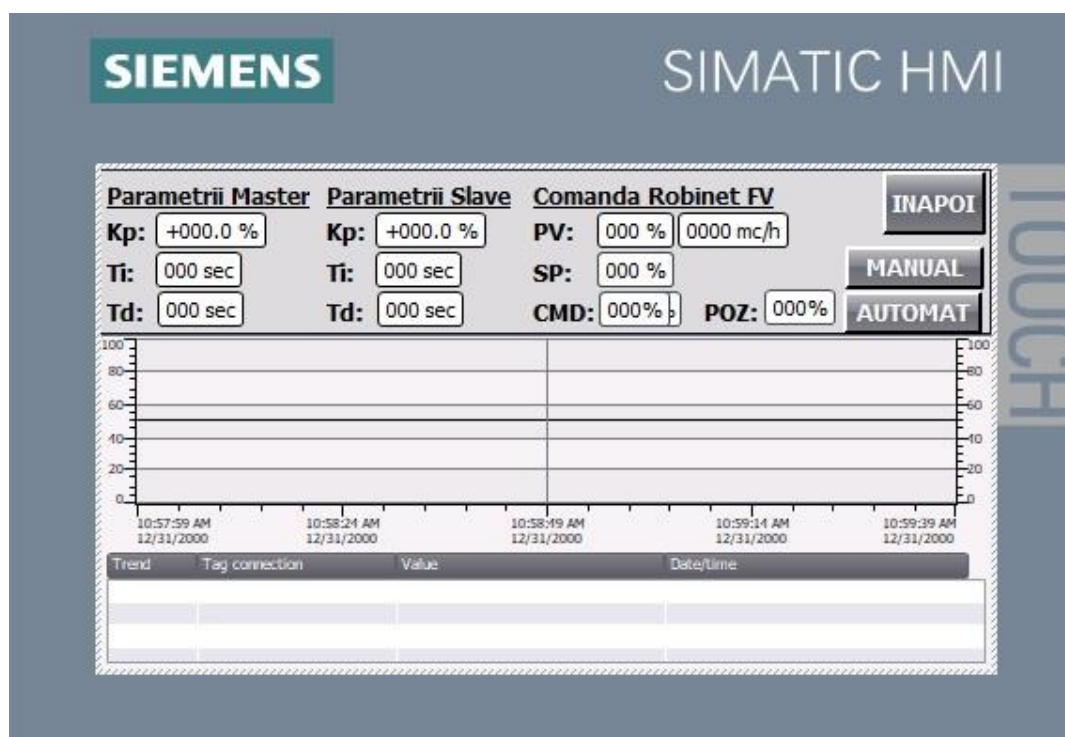 SIEMENS SIMATIC HMI
TOUCH
Parametrii Master Parametrii Slave Comanda Robinet FV INAPOI
Kp: +000.0 % Kp: +000.0 % PV: 000 % 0000 mc/h
Ti: 000 sec Ti: 000 sec SP: 000 % MANUAL
Td: 000 sec Td: 000 sec CMD: 000% POZ: 000% AUTOMAT
100 100
80 80
60 60
40 40
20 20
0 0
10:57:59 AM 10:58:24 AM 10:58:49 AM 10:59:14 AM 10:59:39 AM
12/31/2000 12/31/2000 12/31/2000 12/31/2000 12/31/2000
Trend Tag connection Value Date/time